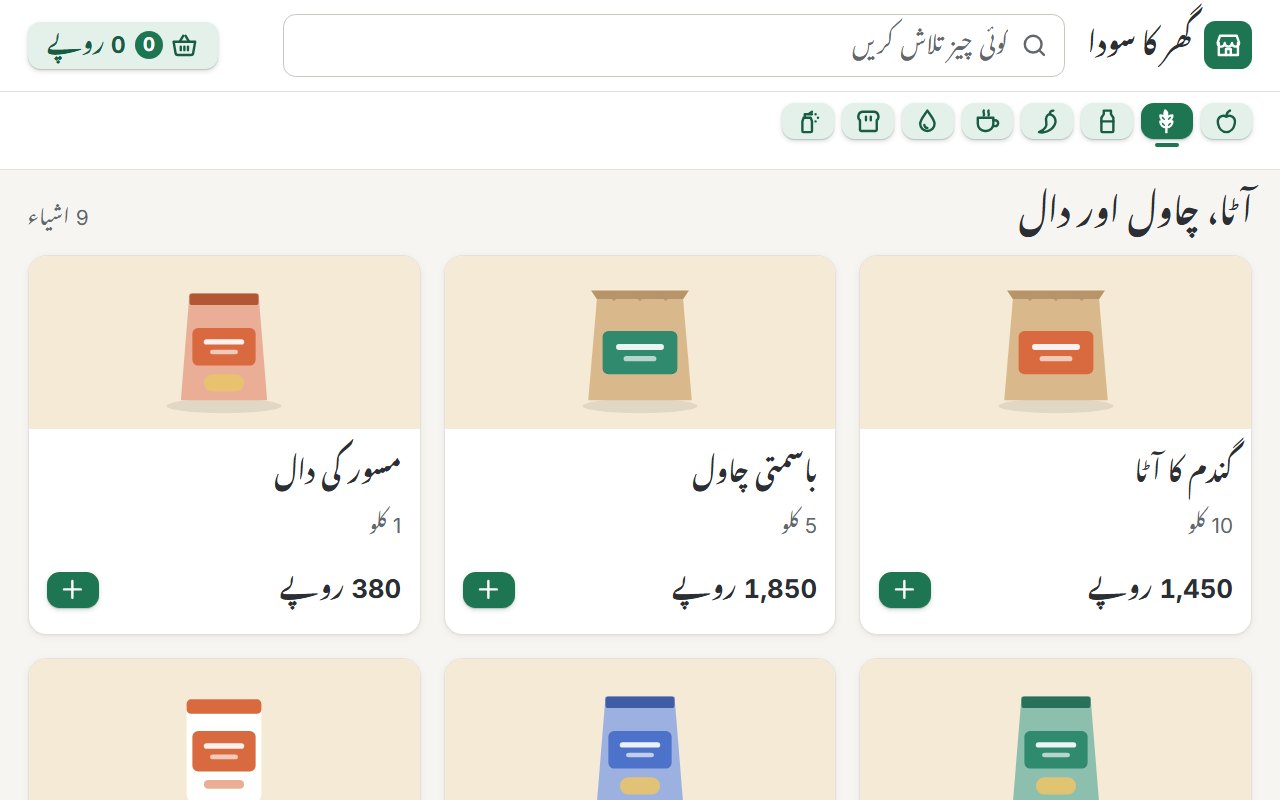 گھر کا سودا
کوئی چیز تلاش کریں
0 0 روپے
آٹا، چاول اور دال
9 اشیاء
گندم کا آٹا
10 کلو
1,450 روپے
باسمتی چاول
5 کلو
1,850 روپے
مسور کی دال
1 کلو
380 روپے